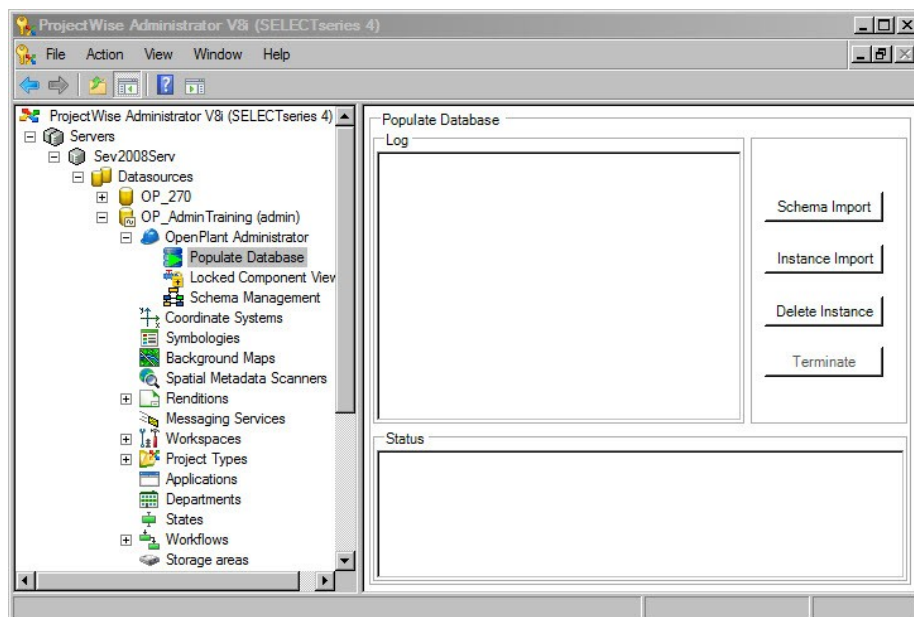 ProjectWise Administrator V8i (SELECTseries 4)
File Action View Window Help
ProjectWise Administrator V8i (SELECTseries 4)
Servers
Sev2008Serv
Datasources
OP_270
OP_AdminTraining (admin)
OpenPlant Administrator
Populate Database
Locked Component View
Schema Management
Coordinate Systems
Symbologies
Background Maps
Spatial Metadata Scanners
Renditions
Messaging Services
Workspaces
Project Types
Applications
Departments
States
Workflows
Storage areas
Populate Database
Log
Schema Import
Instance Import
Delete Instance
Terminate
Status